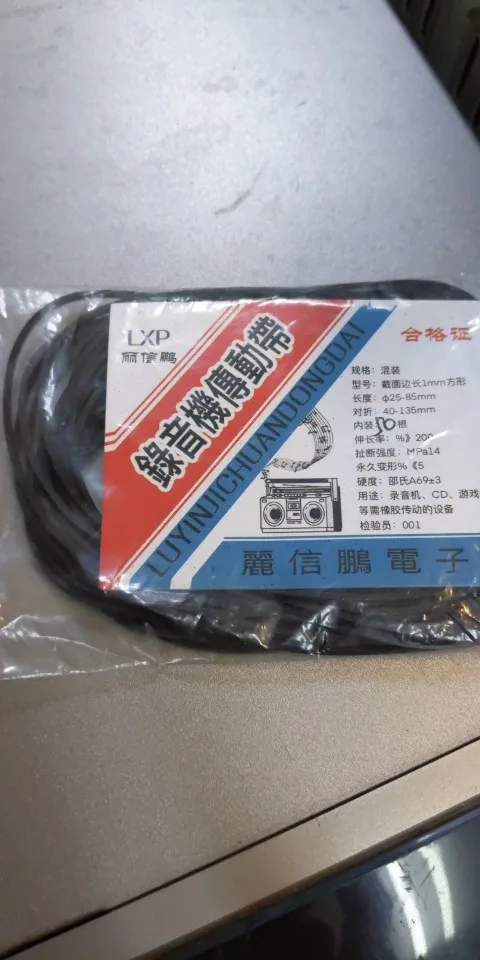 LXP
丽信鹏
錄音機傳動帶
LUYINJICHUANDONGDAI
合格证
规格：混装
型号：截面边长1mm方形
长度：φ25-85mm
对折：40-135mm
内装50根
伸长率：%》200
扯断强度：MPa14
永久变形%《5
硬度：邵氏A69±3
用途：录音机、CD、游戏
等需橡胶传动的设备
检验员：001
麗信鵬電子